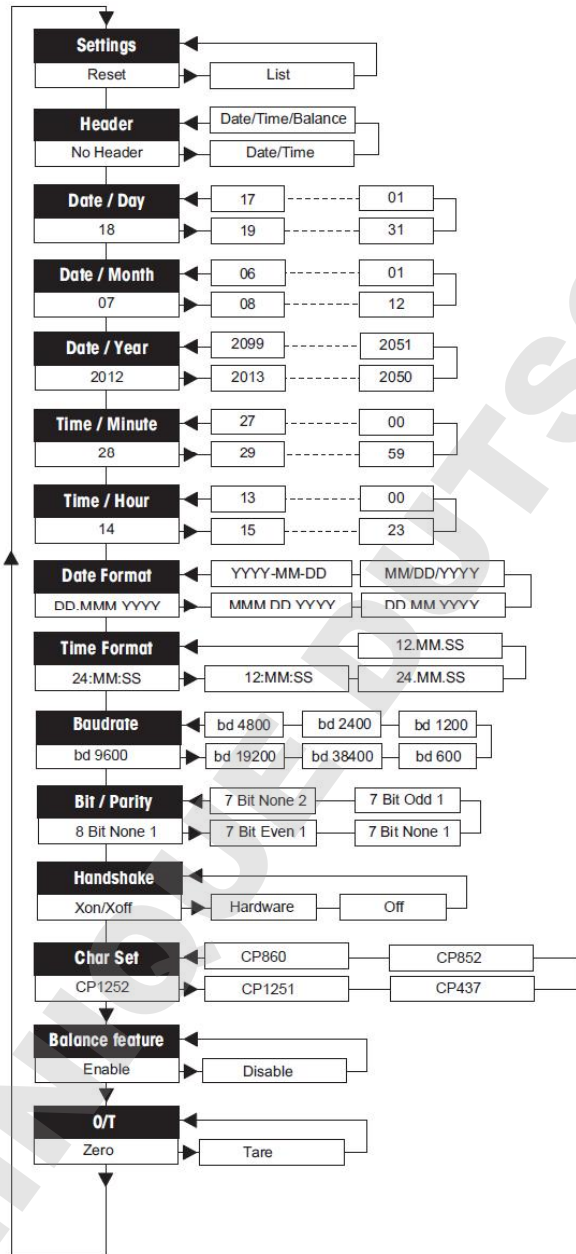 Settings
Reset List
Header Date/Time/Balance
No Header Date/Time
Date / Day 17 01
18 19 31
Date / Month 06 01
07 08 12
Date / Year 2099 2051
2012 2013 2050
Time / Minute 27 00
28 29 59
Time / Hour 13 00
14 15 23
Date Format YYYY-MM-DD MM/DD/YYYY
DD.MMM YYYY MMM DD YYYY DD.MM.YYYY
Time Format 12.MM.SS
24:MM:SS 12:MM:SS 24.MM.SS
Baudrate bd 4800 bd 2400 bd 1200
bd 9600 bd 19200 bd 38400 bd 600
Bit / Parity 7 Bit None 2 7 Bit Odd 1
8 Bit None 1 7 Bit Even 1 7 Bit None 1
Handshake
Xon/Xoff Hardware Off
Char Set CP860 CP852
CP1252 CP1251 CP437
Balance feature
Enable Disable
0/T
Zero Tare
NIQUE DUTSC